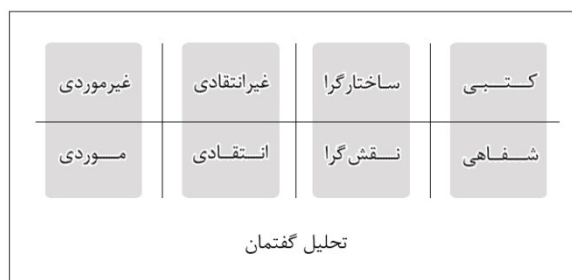 کتبی ساختارگرا غیرانتقادی غیرموردی
شفاهی نقش‌گرا انتقادی موردی
تحلیل گفتمان